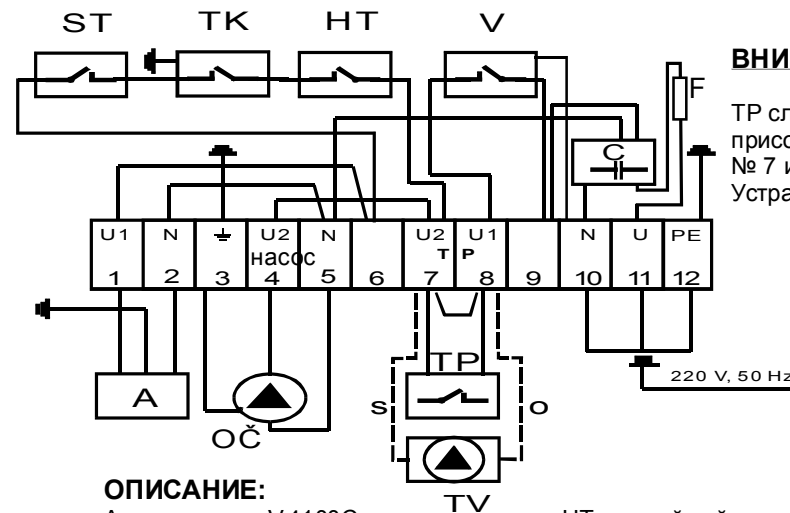 ST TK HT V
ВНИ
F
ТР сл
присо
№ 7 и
Устра
C
U1 N U2 N U2 U1 N U PE
насос T P
1 2 3 4 5 6 7 8 9 10 11 12
TP
220 V, 50 Hz
A
s o
OČ
ОПИСАНИЕ:
TV